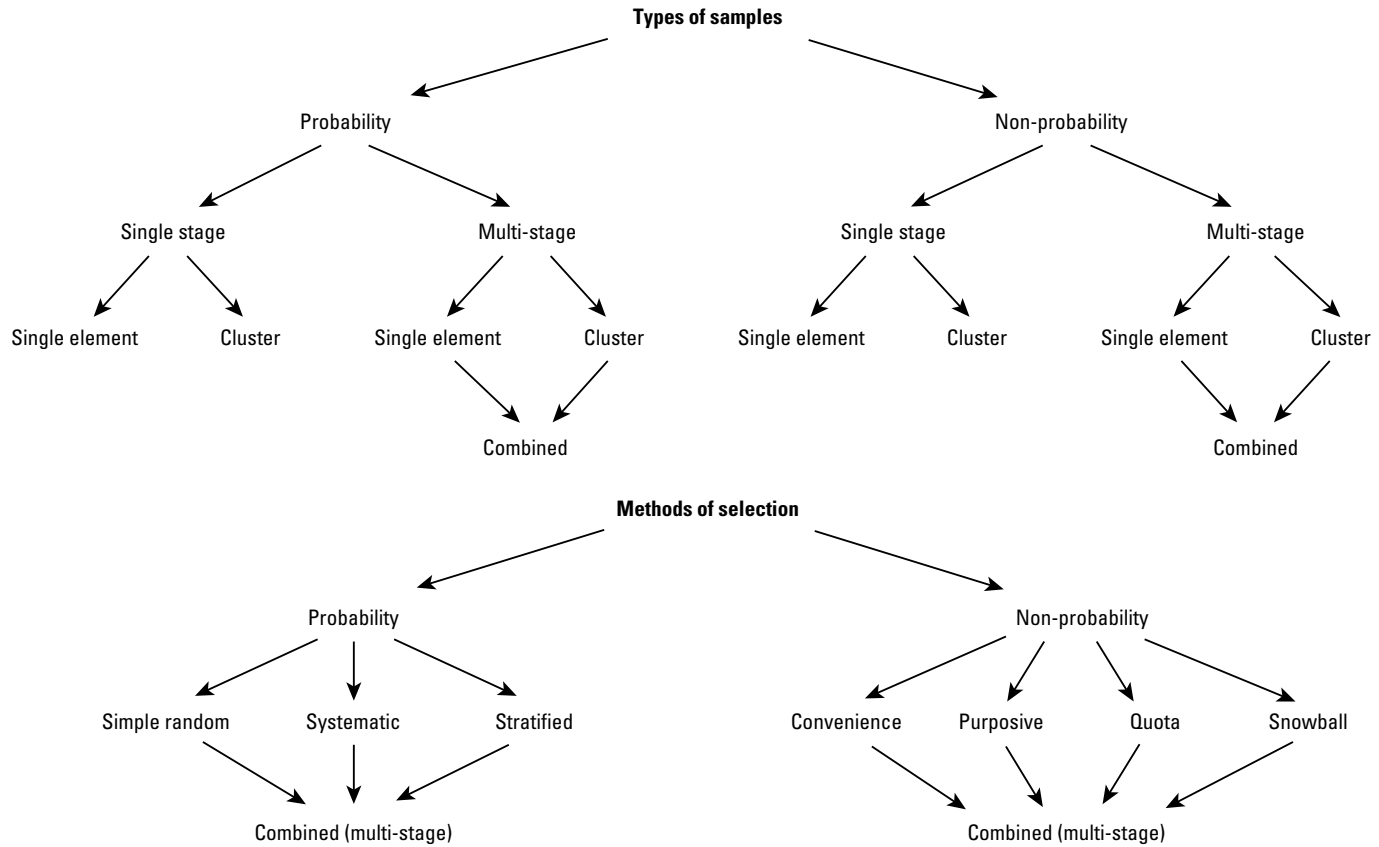 Types of samples
Probability Non-probability
Single stage Multi-stage Single stage Multi-stage
Single element Cluster Single element Cluster Single element Cluster Single element Cluster
Combined Combined
Methods of selection
Probability Non-probability
Simple random Systematic Stratified Convenience Purposive Quota Snowball
Combined (multi-stage) Combined (multi-stage)